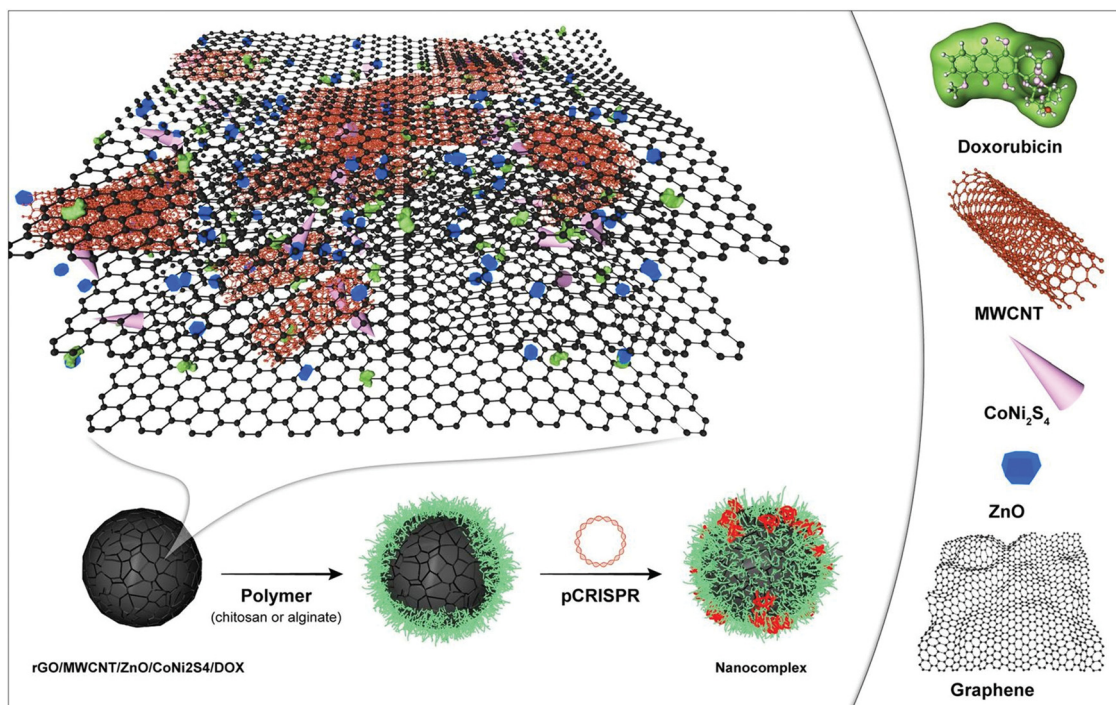 Doxorubicin
MWCNT
CoNi₂S₄
ZnO
Graphene
Polymer
(chitosan or alginate)
pCRISPR
rGO/MWCNT/ZnO/CoNi2S4/DOX
Nanocomplex